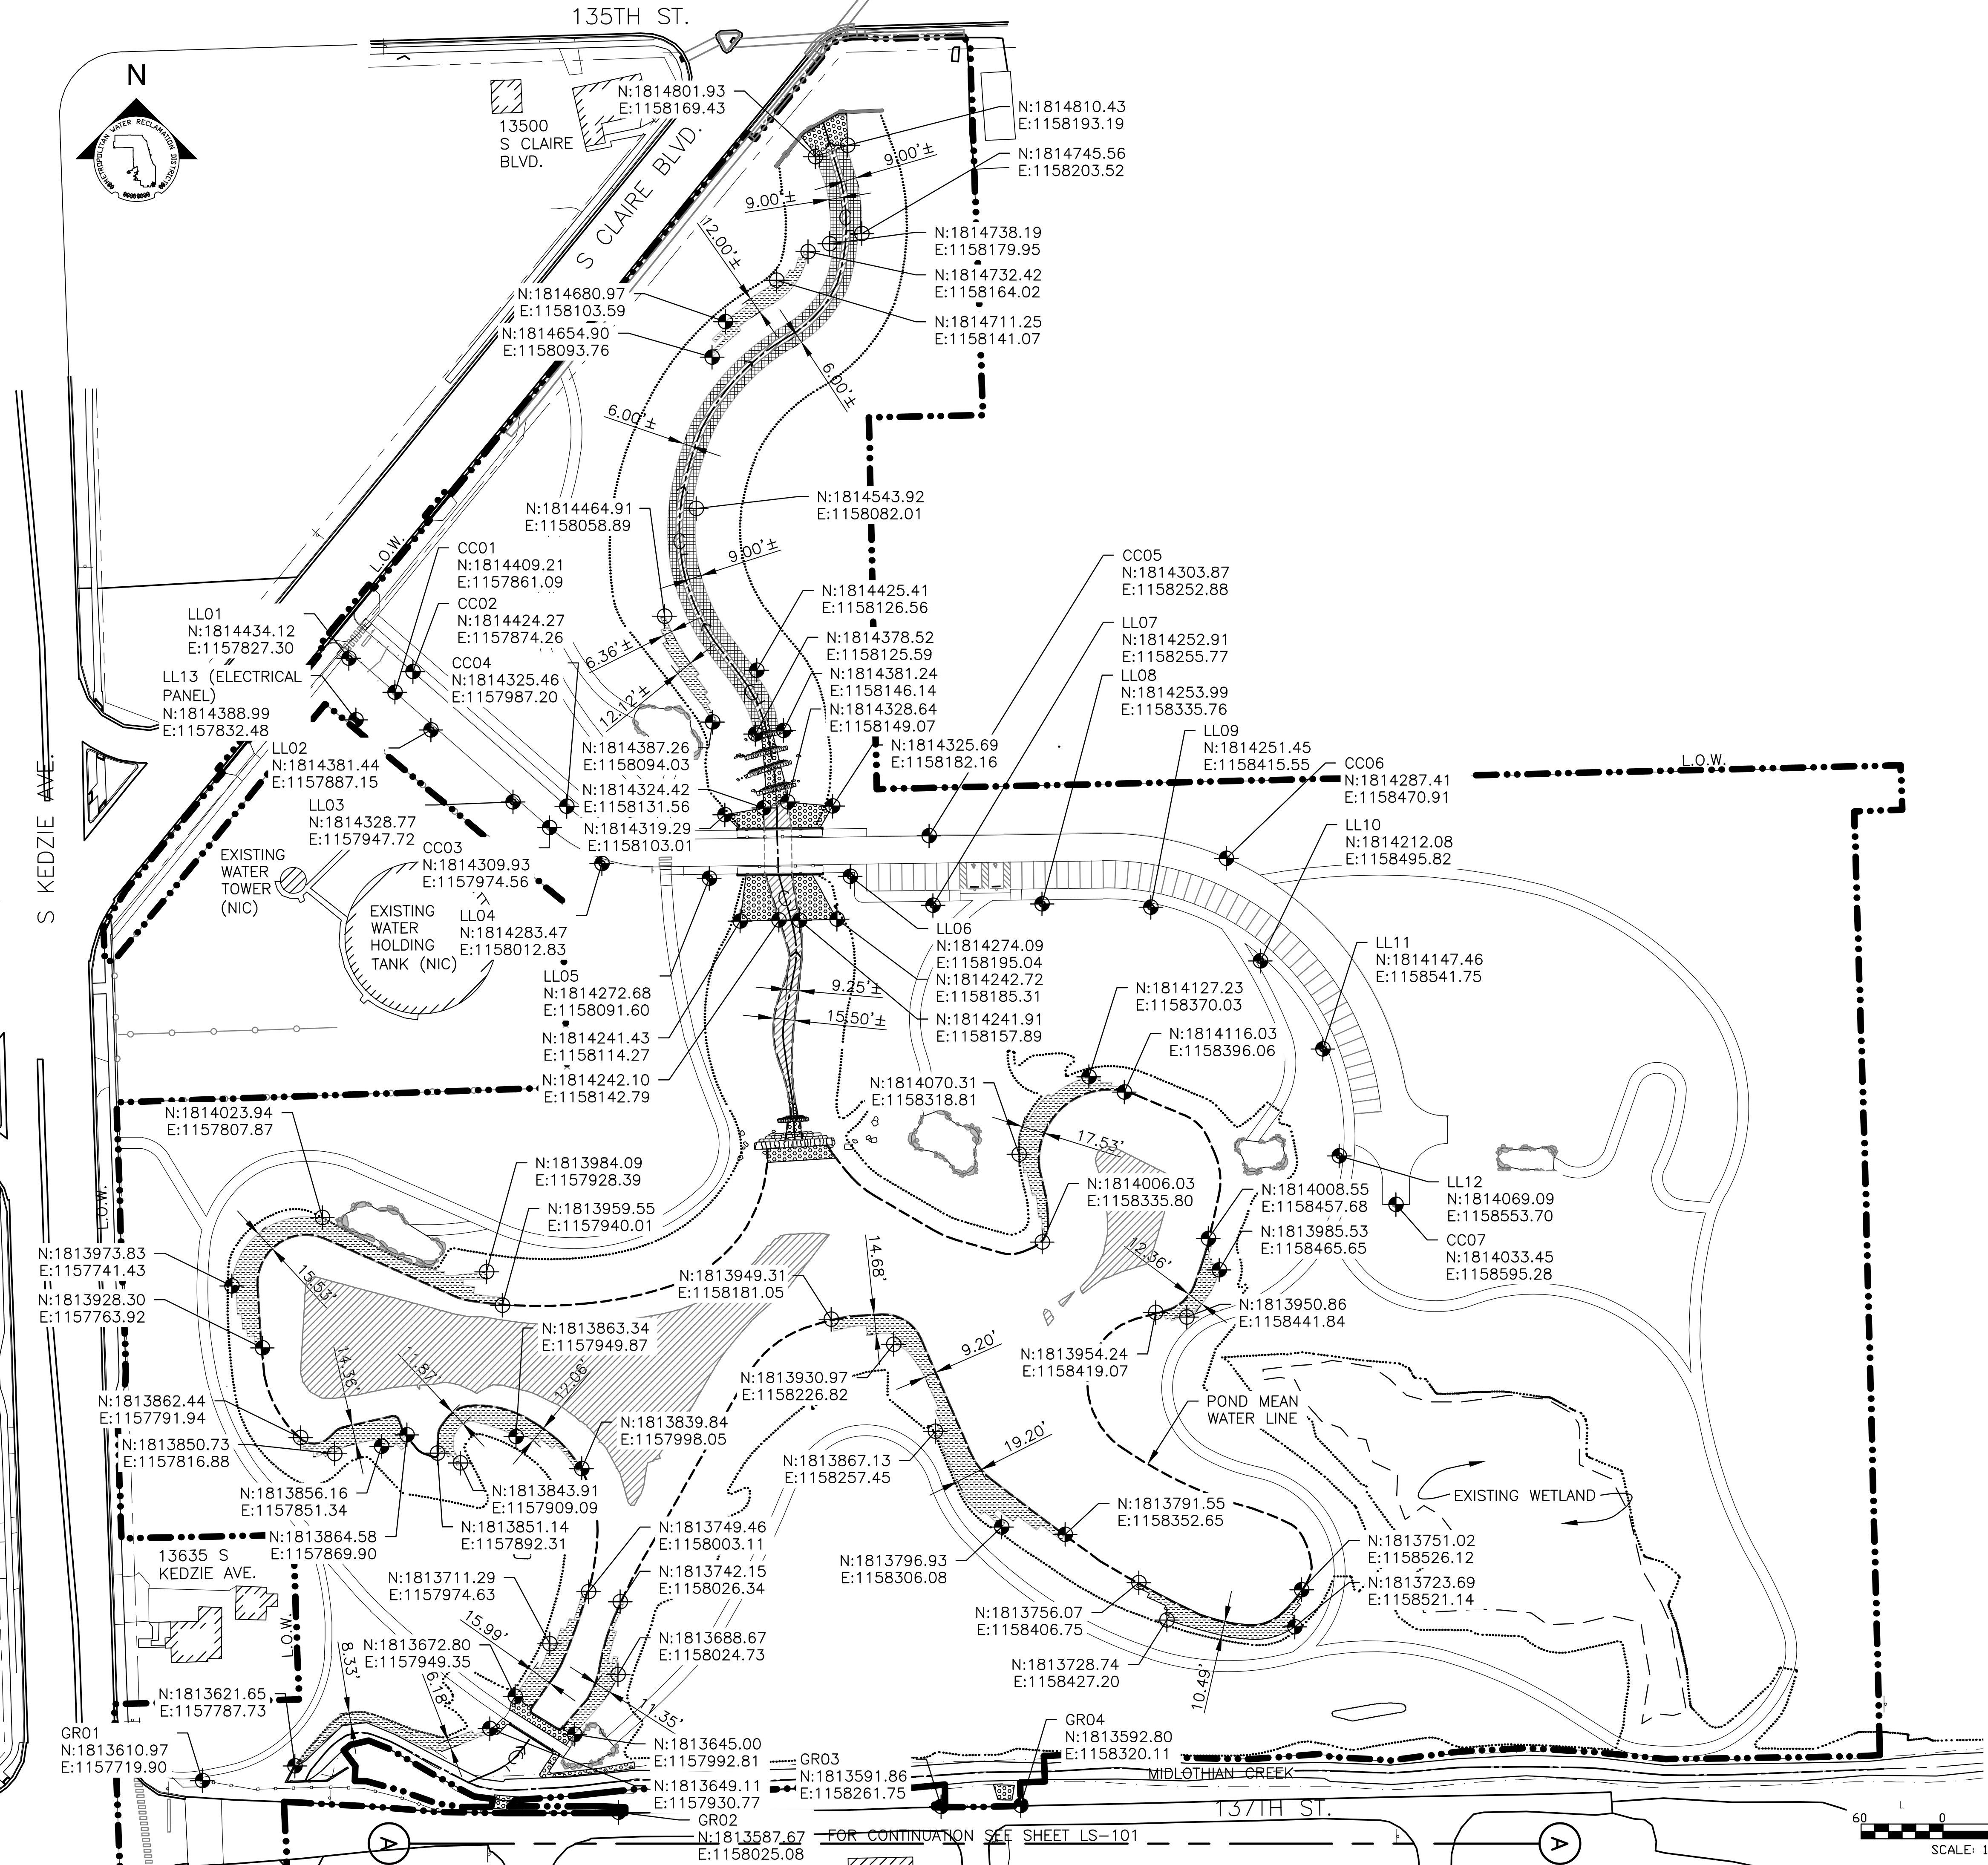 135TH ST.
N
METROPOLITAN WATER RECLAMATION DISTRICT
13500
S CLAIRE
BLVD.
S CLAIRE BLVD.
N:1814801.93
E:1158169.43
N:1814810.43
E:1158193.19
N:1814745.56
E:1158203.52
9.00'±
9.00'±
12.00'±
N:1814738.19
E:1158179.95
N:1814732.42
E:1158164.02
N:1814711.25
E:1158141.07
N:1814680.97
E:1158103.59
N:1814654.90
E:1158093.76
6.00'±
6.00'±
N:1814464.91
E:1158058.89
N:1814543.92
E:1158082.01
9.00'±
L.O.W.
CC01
N:1814409.21
E:1157861.09
CC02
N:1814424.27
E:1157874.26
CC04
N:1814325.46
E:1157987.20
LL01
N:1814434.12
E:1157827.30
LL13 (ELECTRICAL
PANEL)
N:1814388.99
E:1157832.48
LL02
N:1814381.44
E:1157887.15
LL03
N:1814328.77
E:1157947.72
CC03
N:1814309.93
E:1157974.56
LL04
N:1814283.47
E:1158012.83
LL05
N:1814272.68
E:1158091.60
6.36'±
12.12'±
N:1814425.41
E:1158126.56
N:1814378.52
E:1158125.59
N:1814381.24
E:1158146.14
N:1814328.64
E:1158149.07
N:1814325.69
E:1158182.16
N:1814387.26
E:1158094.03
N:1814324.42
E:1158131.56
N:1814319.29
E:1158103.01
CC05
N:1814303.87
E:1158252.88
LL07
N:1814252.91
E:1158255.77
LL08
N:1814253.99
E:1158335.76
LL09
N:1814251.45
E:1158415.55
CC06
N:1814287.41
E:1158470.91
L.O.W.
LL10
N:1814212.08
E:1158495.82
LL11
N:1814147.46
E:1158541.75
S KEDZIE AVE.
EXISTING
WATER
TOWER
(NIC)
EXISTING
WATER
HOLDING
TANK (NIC)
LL06
N:1814274.09
E:1158195.04
N:1814242.72
E:1158185.31
N:1814241.91
E:1158157.89
9.25'±
15.50'±
N:1814241.43
E:1158114.27
N:1814242.10
E:1158142.79
N:1814127.23
E:1158370.03
N:1814116.03
E:1158396.06
N:1814070.31
E:1158318.81
17.53'
N:1814023.94
E:1157807.87
N:1813984.09
E:1157928.39
N:1813959.55
E:1157940.01
L.O.W.
N:1814006.03
E:1158335.80
N:1814008.55
E:1158457.68
N:1813985.53
E:1158465.65
LL12
N:1814069.09
E:1158553.70
CC07
N:1814033.45
E:1158595.28
12.36'
14.68'
N:1813973.83
E:1157741.43
N:1813928.30
E:1157763.92
15.53'
N:1813949.31
E:1158181.05
N:1813950.86
E:1158441.84
N:1813954.24
E:1158419.07
N:1813863.34
E:1157949.87
14.36'
11.87'
12.06'
N:1813930.97
E:1158226.82
9.20'
POND MEAN
WATER LINE
N:1813862.44
E:1157791.94
N:1813850.73
E:1157816.88
N:1813839.84
E:1157998.05
N:1813867.13
E:1158257.45
19.20'
EXISTING WETLAND
N:1813856.16
E:1157851.34
N:1813843.91
E:1157909.09
N:1813864.58
E:1157869.90
N:1813851.14
E:1157892.31
N:1813749.46
E:1158003.11
N:1813791.55
E:1158352.65
N:1813796.93
E:1158306.08
N:1813751.02
E:1158526.12
N:1813723.69
E:1158521.14
13635 S
KEDZIE AVE.
N:1813711.29
E:1157974.63
N:1813742.15
E:1158026.34
N:1813756.07
E:1158406.75
L.O.W.
15.99'
8.33'
N:1813672.80
E:1157949.35
6.18'
N:1813688.67
E:1158024.73
N:1813728.74
E:1158427.20
10.49'
11.35'
N:1813621.65
E:1157787.73
GR01
N:1813610.97
E:1157719.90
N:1813645.00
E:1157992.81
N:1813649.11
E:1157930.77
GR03
N:1813591.86
E:1158261.75
GR04
N:1813592.80
E:1158320.11
MIDLOTHIAN CREEK
137TH ST.
GR02
N:1813587.67
E:1158025.08
FOR CONTINUATION SEE SHEET LS-101
A
A
60 0
SCALE: 1